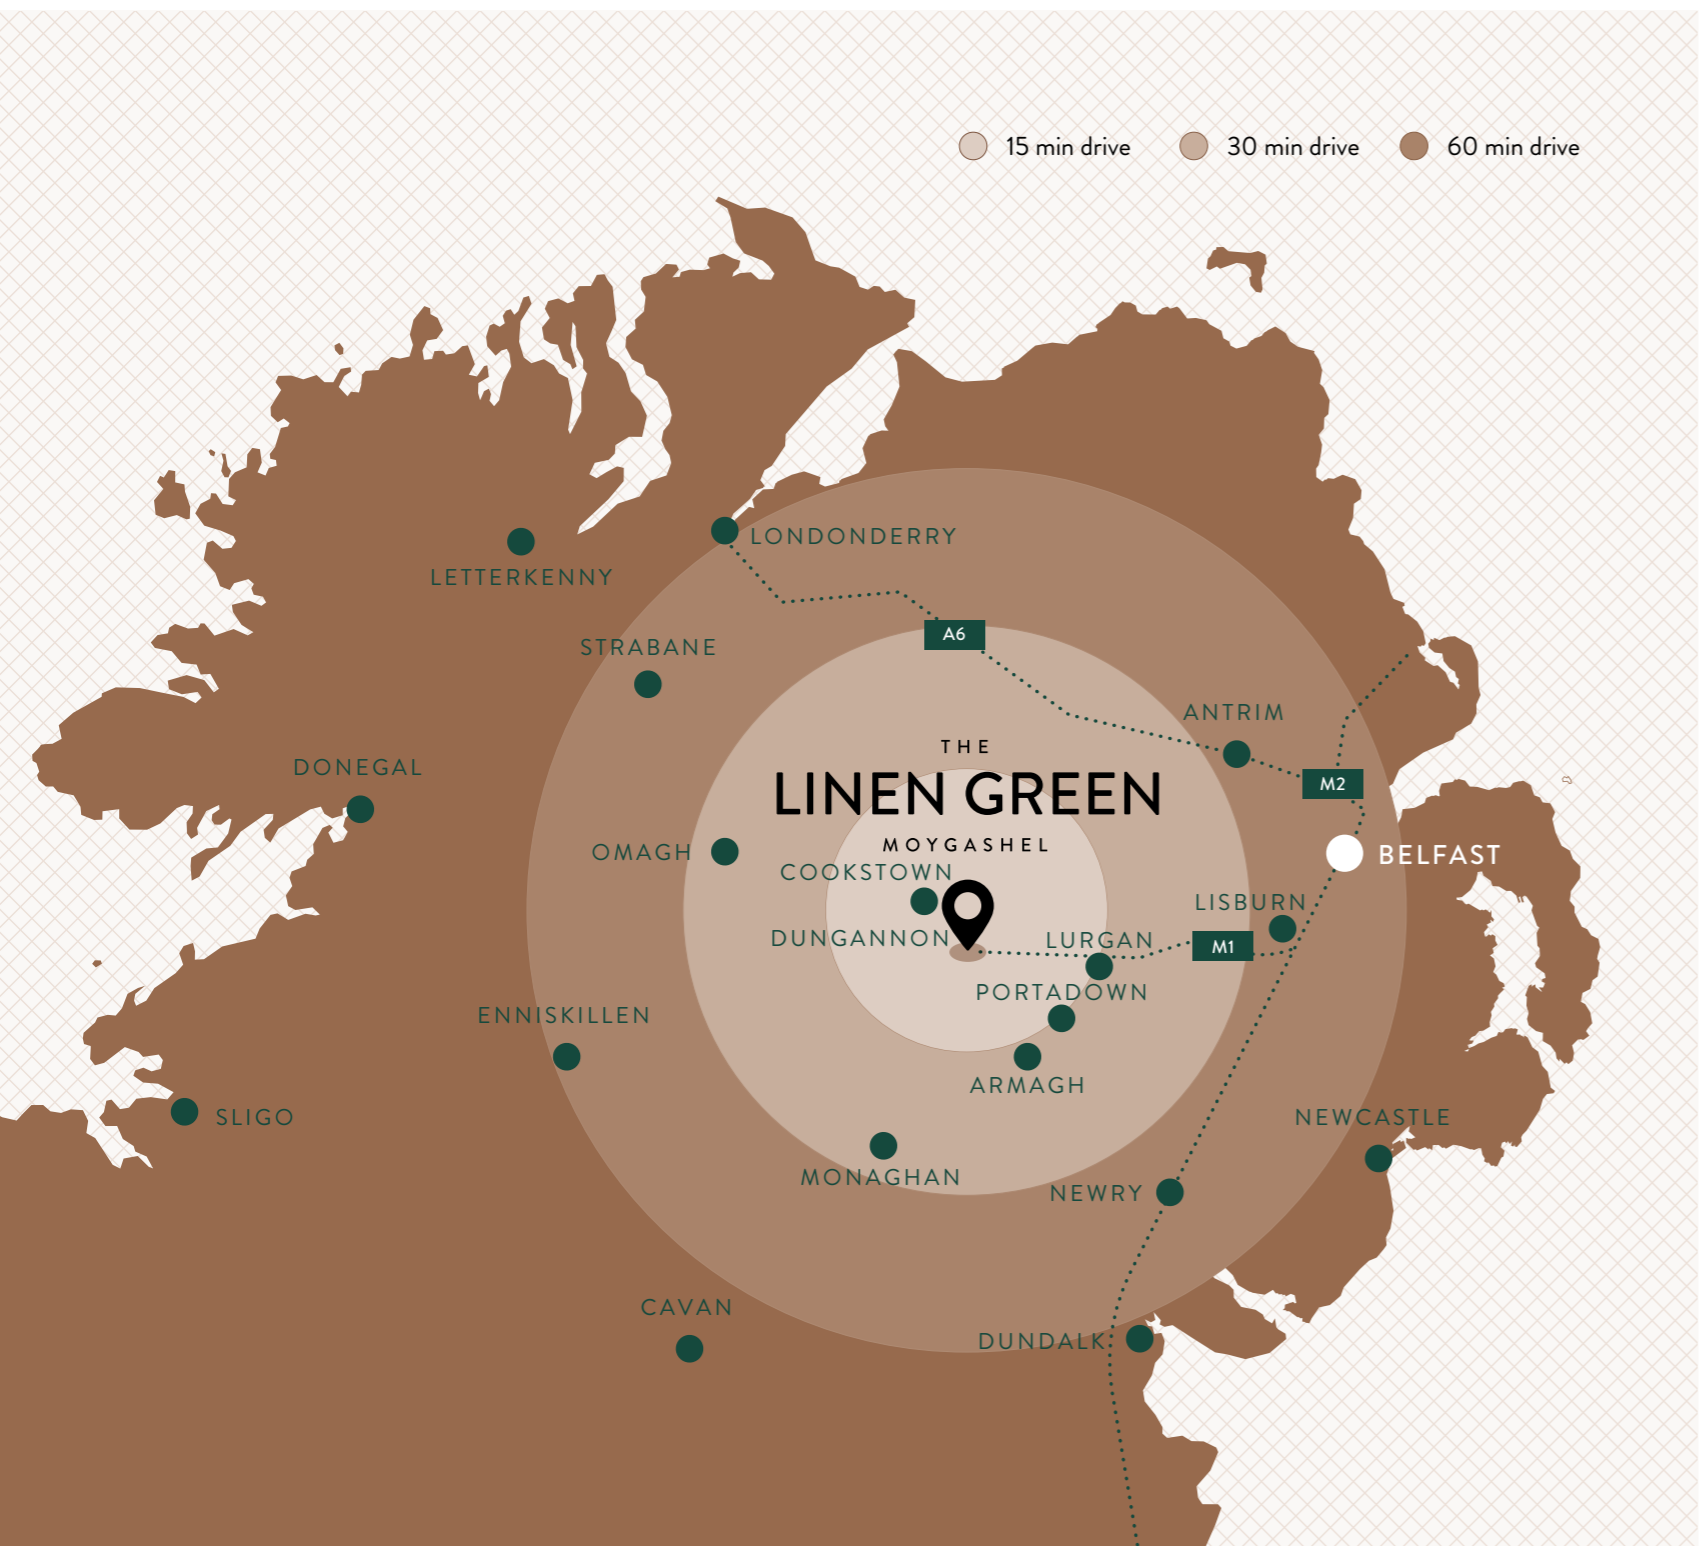 15 min drive
30 min drive
60 min drive
LONDONDERRY
LETTERKENNY
A6
STRABANE
ANTRIM
THE
LINEN GREEN
MOYGASHEL
DONEGAL
M2
OMAGH
BELFAST
COOKSTOWN
LISBURN
DUNGANNON
LURGAN
M1
PORTADOWN
ENNISKILLEN
ARMAGH
SLIGO
NEWCASTLE
MONAGHAN
NEWRY
CAVAN
DUNDALK